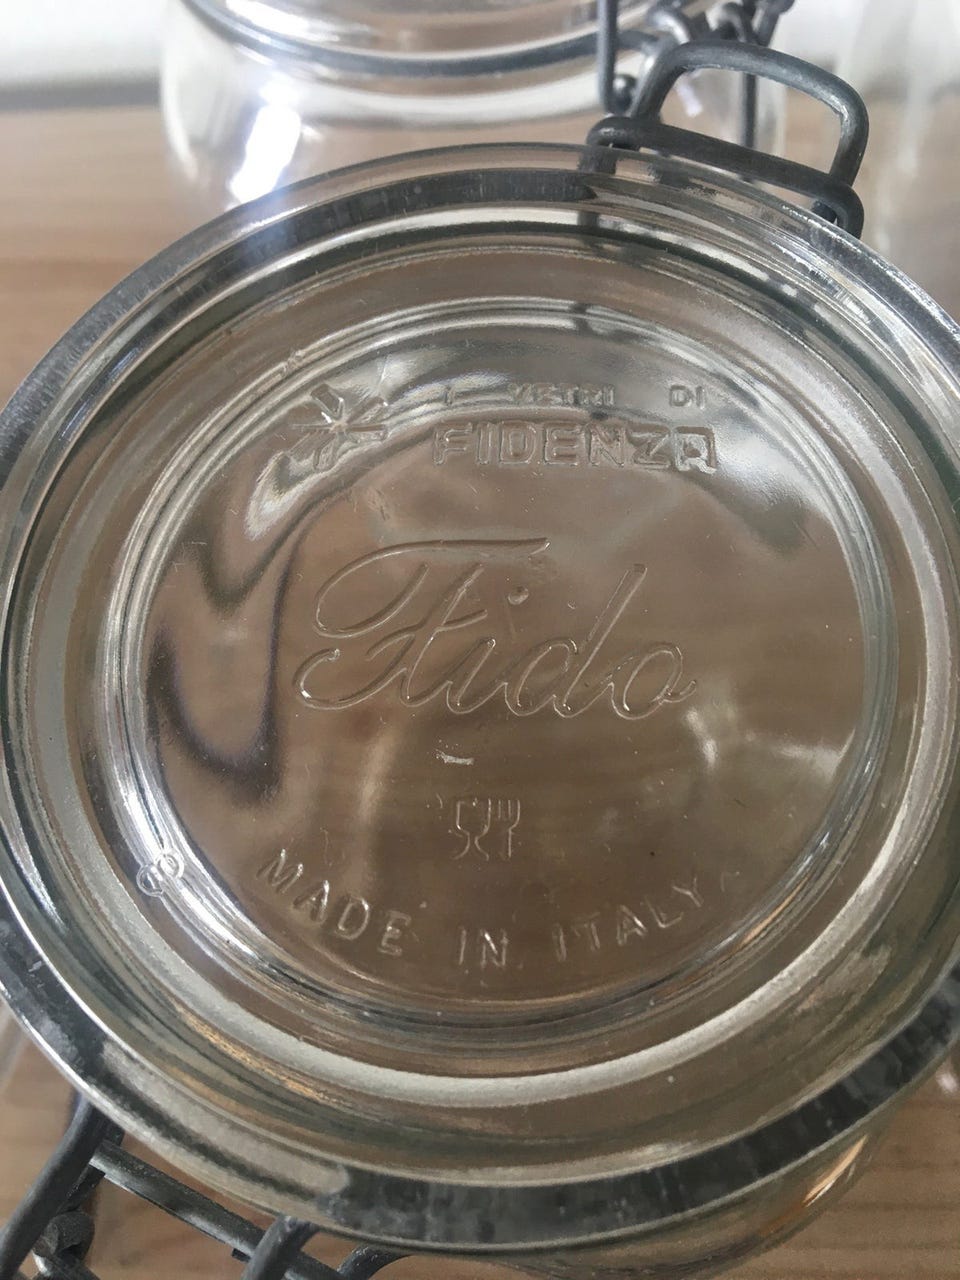 I VETRI DI
FIDENZA
Fido
MADE IN ITALY